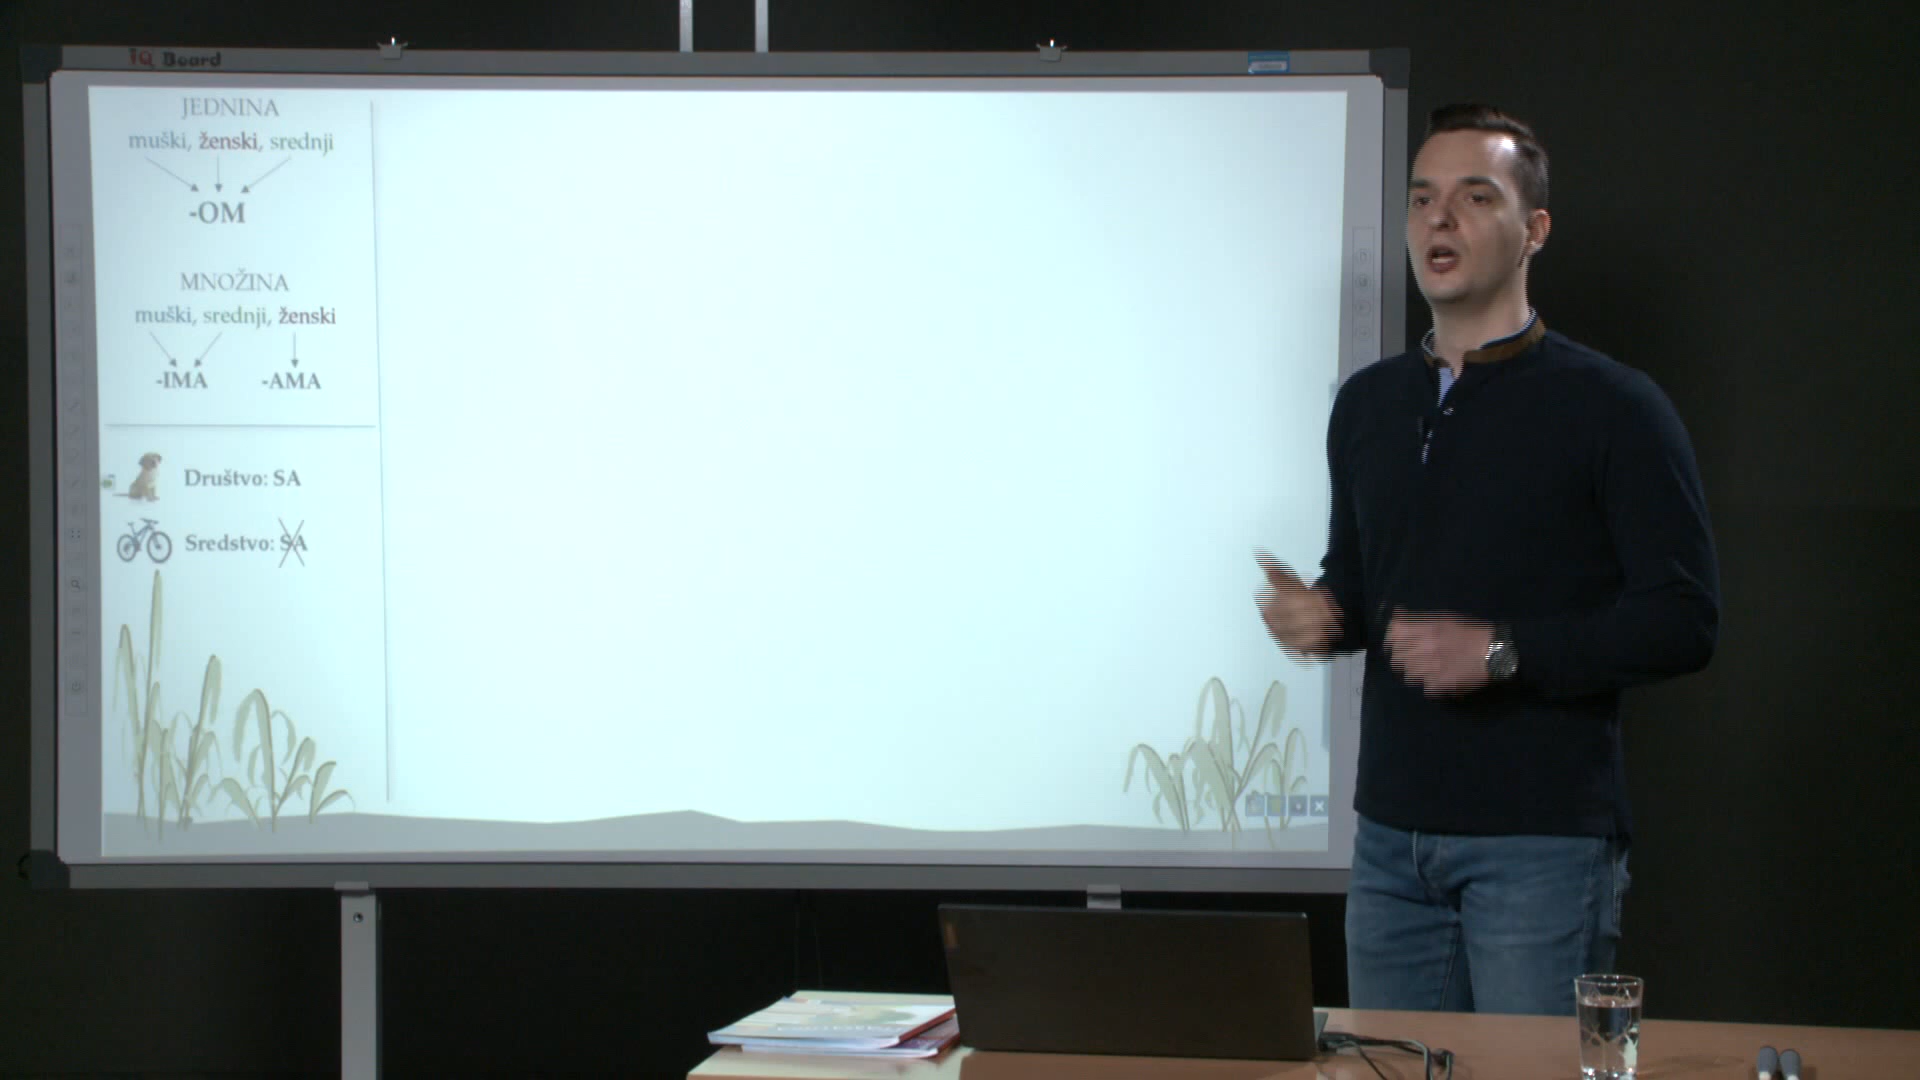 iQ Board
JEDNINA
muški, ženski, srednji
-OM
MNOŽINA
muški, srednji, ženski
-IMA -AMA
Društvo: SA
Sredstvo: SA